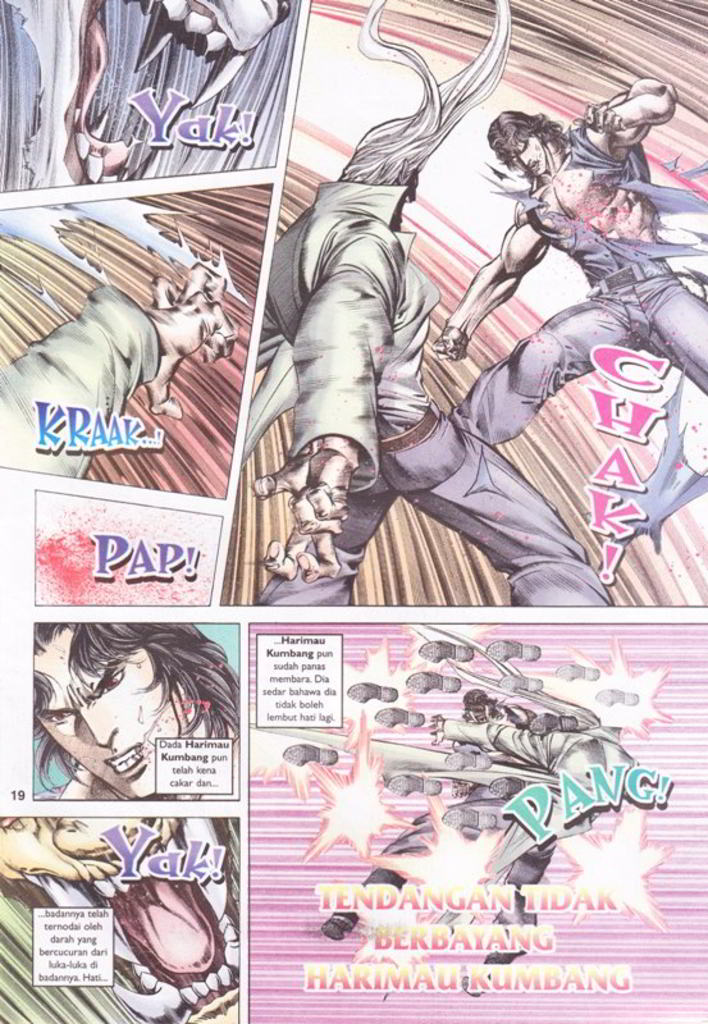 Yak!
KRAAK...!
PAP!
CHAK!
Dada Harimau
Kumbang pun
telah kena
cakar dan...
19
Yak!
...badannya telah
ternodai oleh
darah yang
bercucuran dari
luka-luka di
badannya. Hati...
...Harimau
Kumbang pun
sudah panas
membara. Dia
sedar bahawa dia
tidak boleh
lembut hati lagi.
PANG!
TENDANGAN TIDAK
BERBAYANG
HARIMAU KUMBANG